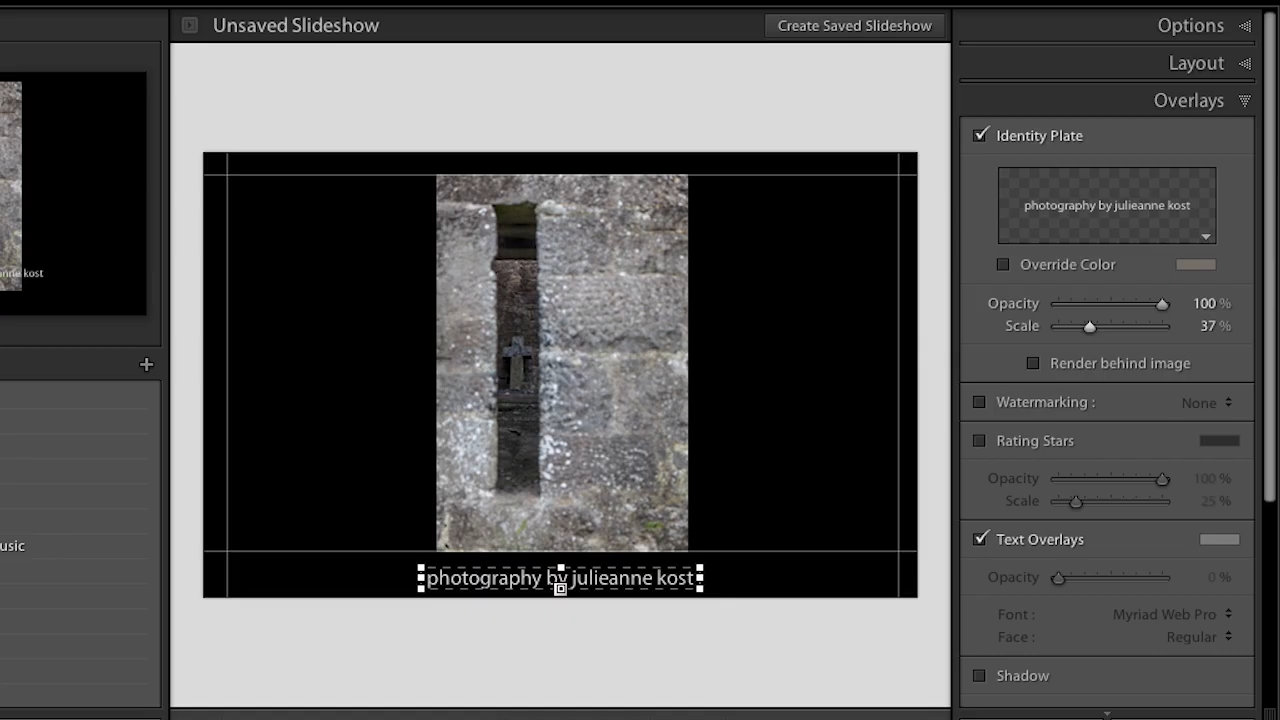 Unsaved Slideshow
Create Saved Slideshow
Options
Layout
Overlays
Identity Plate
photography by julieanne kost
Override Color
Opacity 100 %
Scale 37 %
Render behind image
Watermarking : None
Rating Stars
Opacity 100 %
Scale 25 %
Text Overlays
Opacity 0 %
Font : Myriad Web Pro
Face : Regular
Shadow
kost
usic
photography by julieanne kost